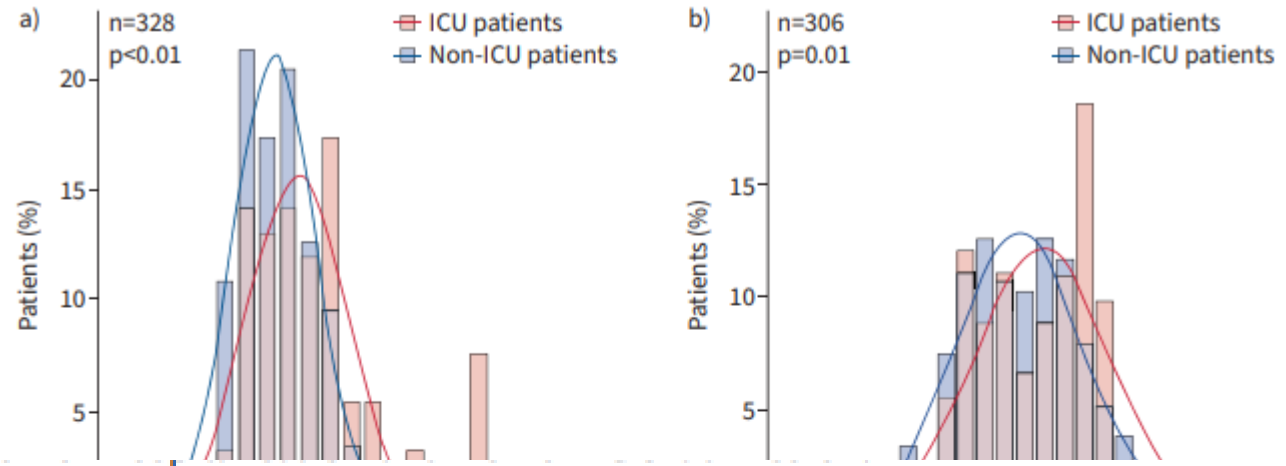 a)
n=328
p<0.01
ICU patients
Non-ICU patients
Patients (%)
20
15
10
5
b)
n=306
p=0.01
ICU patients
Non-ICU patients
Patients (%)
20
15
10
5